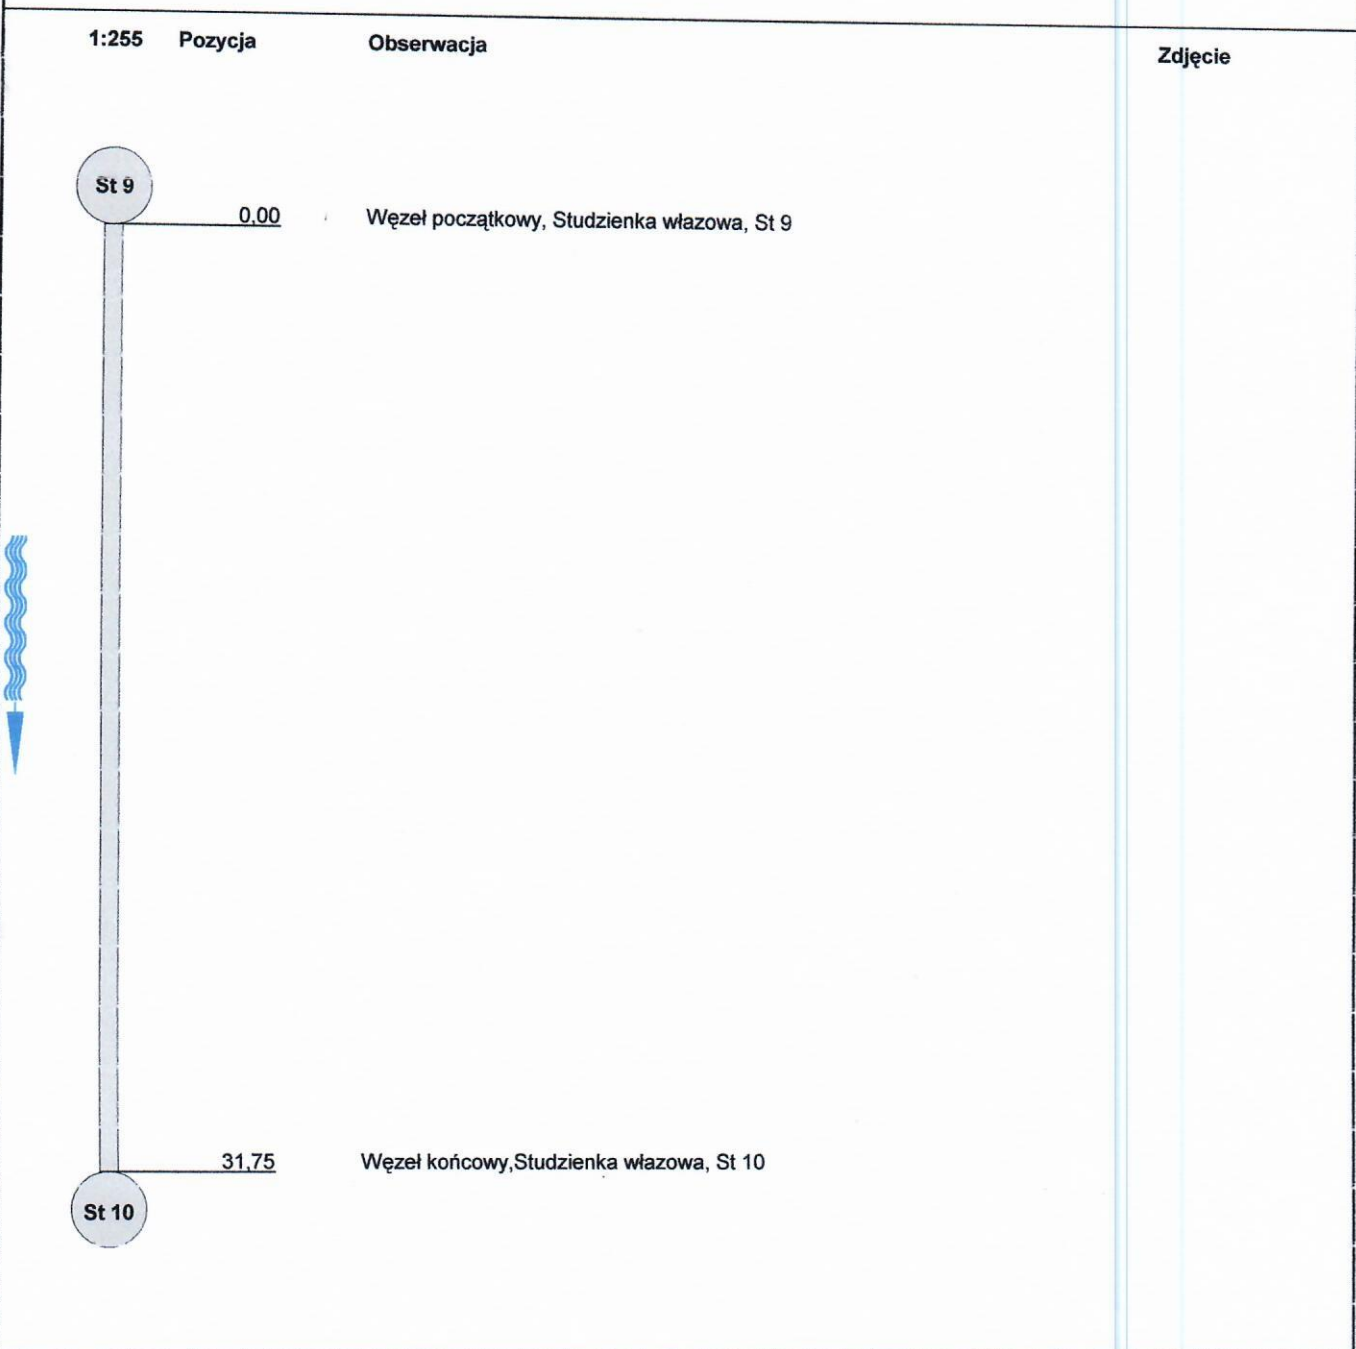 1:255 Pozycja Obserwacja Zdjęcie
St 9
0,00 Węzeł początkowy, Studzienka włazowa, St 9
31,75 Węzeł końcowy,Studzienka włazowa, St 10
St 10